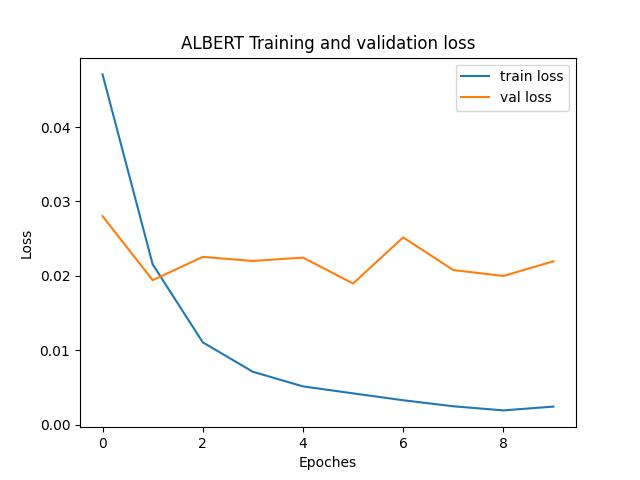 ALBERT Training and validation loss
train loss
val loss
0.04
0.03
0.02
0.01
0.00
Loss
0 2 4 6 8
Epoches